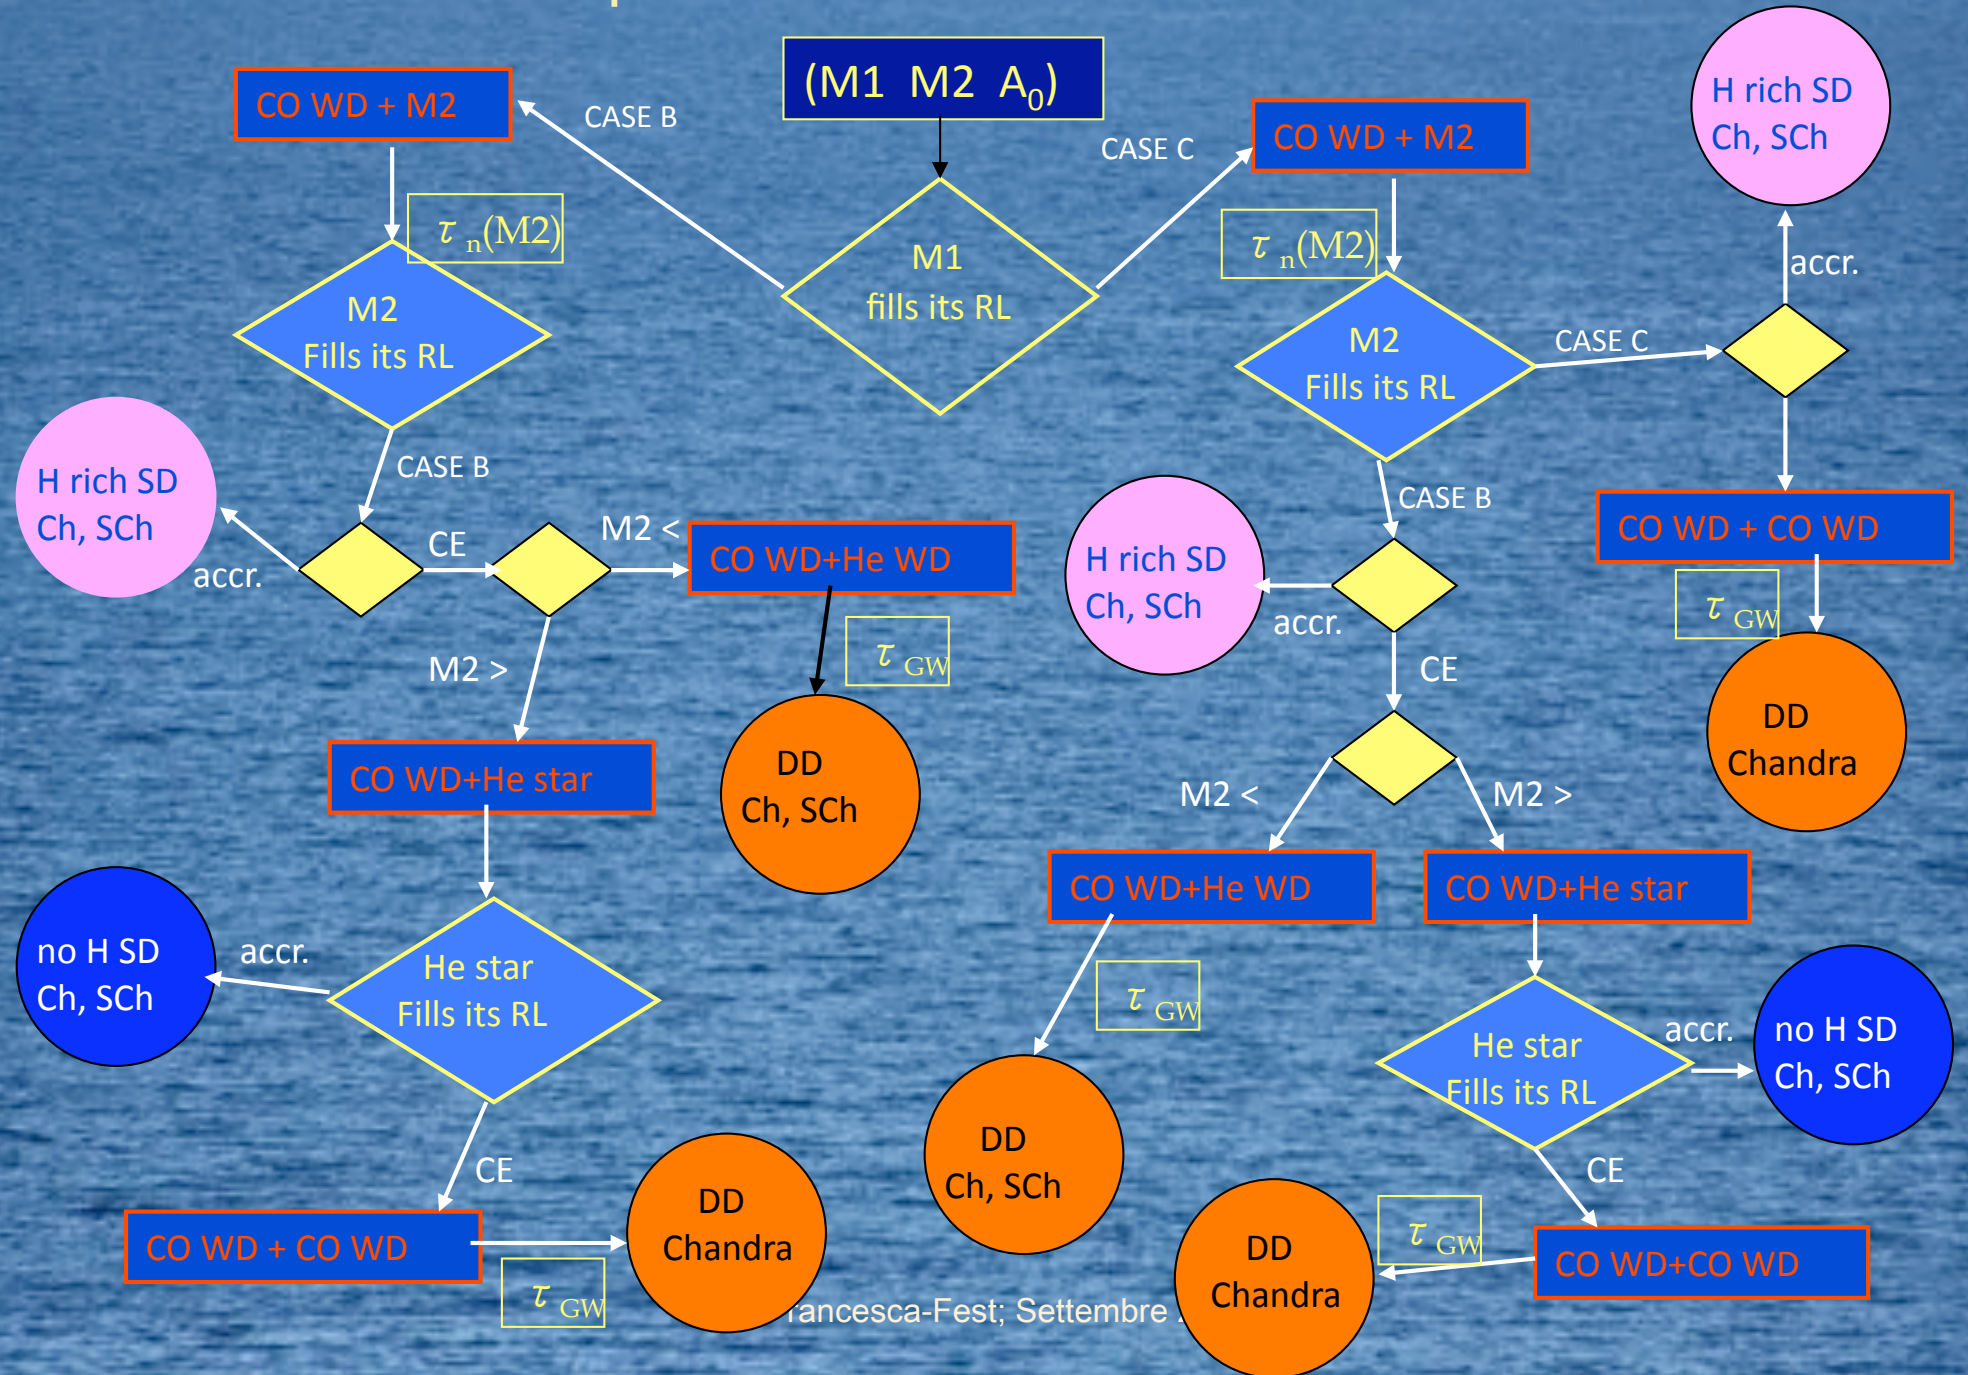 (M1 M2 A₀)
CO WD + M2
CASE B
CASE C
CO WD + M2
H rich SD
Ch, SCh
τ n(M2)
τ n(M2)
M1
fills its RL
accr.
M2
Fills its RL
M2
Fills its RL
CASE C
CASE B
CASE B
H rich SD
Ch, SCh
accr.
CE
M2 <
CO WD+He WD
H rich SD
Ch, SCh
accr.
CO WD + CO WD
τ GW
τ GW
M2 >
CE
DD
Chandra
CO WD+He star
DD
Ch, SCh
M2 <
M2 >
CO WD+He WD
CO WD+He star
no H SD
Ch, SCh
accr.
He star
Fills its RL
τ GW
He star
Fills its RL
accr.
no H SD
Ch, SCh
CE
DD
Ch, SCh
CE
CO WD + CO WD
DD
Chandra
τ GW
DD
Chandra
τ GW
CO WD+CO WD
rancesca-Fest; Settembre